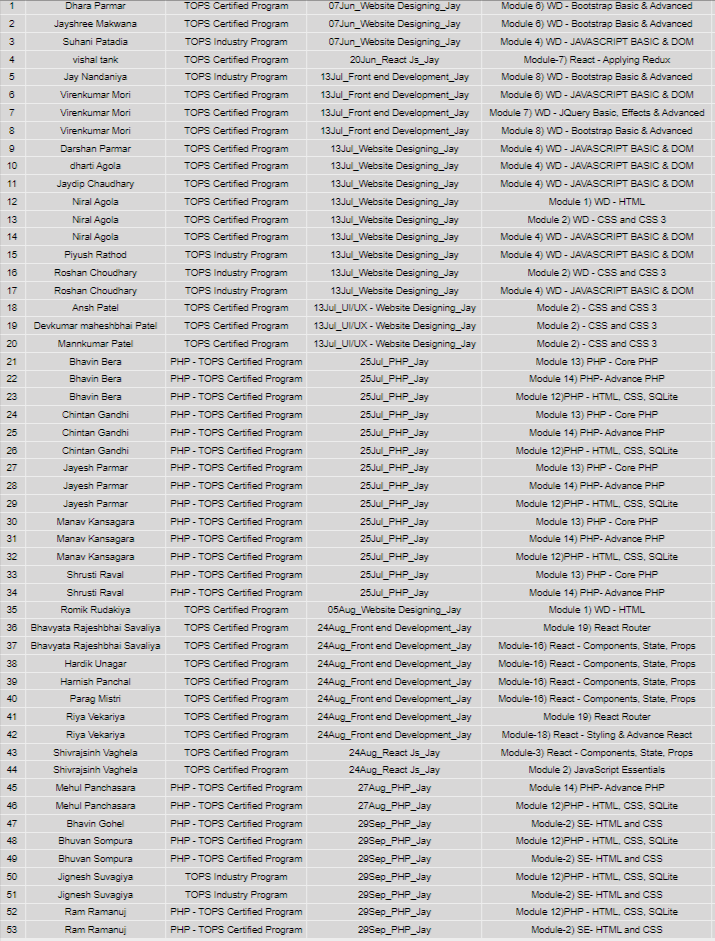 1 Dhara Parmar TOPS Certified Program 07Jun_Website Designing_Jay Module 6) WD - Bootstrap Basic & Advanced
2 Jayshree Makwana TOPS Certified Program 07Jun_Website Designing_Jay Module 6) WD - Bootstrap Basic & Advanced
3 Suhani Patadia TOPS Industry Program 07Jun_Website Designing_Jay Module 4) WD - JAVASCRIPT BASIC & DOM
4 vishal tank TOPS Certified Program 20Jun_React Js_Jay Module-7) React - Applying Redux
5 Jay Nandaniya TOPS Industry Program 13Jul_Front end Development_Jay Module 8) WD - Bootstrap Basic & Advanced
6 Virenkumar Mori TOPS Certified Program 13Jul_Front end Development_Jay Module 6) WD - JAVASCRIPT BASIC & DOM
7 Virenkumar Mori TOPS Certified Program 13Jul_Front end Development_Jay Module 7) WD - JQuery Basic, Effects & Advanced
8 Virenkumar Mori TOPS Certified Program 13Jul_Front end Development_Jay Module 8) WD - Bootstrap Basic & Advanced
9 Darshan Parmar TOPS Certified Program 13Jul_Website Designing_Jay Module 4) WD - JAVASCRIPT BASIC & DOM
10 dharti Agola TOPS Certified Program 13Jul_Website Designing_Jay Module 4) WD - JAVASCRIPT BASIC & DOM
11 Jaydip Chaudhary TOPS Certified Program 13Jul_Website Designing_Jay Module 4) WD - JAVASCRIPT BASIC & DOM
12 Niral Agola TOPS Certified Program 13Jul_Website Designing_Jay Module 1) WD - HTML
13 Niral Agola TOPS Certified Program 13Jul_Website Designing_Jay Module 2) WD - CSS and CSS 3
14 Niral Agola TOPS Certified Program 13Jul_Website Designing_Jay Module 4) WD - JAVASCRIPT BASIC & DOM
15 Piyush Rathod TOPS Industry Program 13Jul_Website Designing_Jay Module 4) WD - JAVASCRIPT BASIC & DOM
16 Roshan Choudhary TOPS Industry Program 13Jul_Website Designing_Jay Module 2) WD - CSS and CSS 3
17 Roshan Choudhary TOPS Industry Program 13Jul_Website Designing_Jay Module 4) WD - JAVASCRIPT BASIC & DOM
18 Ansh Patel TOPS Certified Program 13Jul_UI/UX - Website Designing_Jay Module 2) - CSS and CSS 3
19 Devkumar maheshbhai Patel TOPS Certified Program 13Jul_UI/UX - Website Designing_Jay Module 2) - CSS and CSS 3
20 Mannkumar Patel TOPS Certified Program 13Jul_UI/UX - Website Designing_Jay Module 2) - CSS and CSS 3
21 Bhavin Bera PHP - TOPS Certified Program 25Jul_PHP_Jay Module 13) PHP - Core PHP
22 Bhavin Bera PHP - TOPS Certified Program 25Jul_PHP_Jay Module 14) PHP- Advance PHP
23 Bhavin Bera PHP - TOPS Certified Program 25Jul_PHP_Jay Module 12)PHP - HTML, CSS, SQLite
24 Chintan Gandhi PHP - TOPS Certified Program 25Jul_PHP_Jay Module 13) PHP - Core PHP
25 Chintan Gandhi PHP - TOPS Certified Program 25Jul_PHP_Jay Module 14) PHP- Advance PHP
26 Chintan Gandhi PHP - TOPS Certified Program 25Jul_PHP_Jay Module 12)PHP - HTML, CSS, SQLite
27 Jayesh Parmar PHP - TOPS Certified Program 25Jul_PHP_Jay Module 13) PHP - Core PHP
28 Jayesh Parmar PHP - TOPS Certified Program 25Jul_PHP_Jay Module 14) PHP- Advance PHP
29 Jayesh Parmar PHP - TOPS Certified Program 25Jul_PHP_Jay Module 12)PHP - HTML, CSS, SQLite
30 Manav Kansagara PHP - TOPS Certified Program 25Jul_PHP_Jay Module 13) PHP - Core PHP
31 Manav Kansagara PHP - TOPS Certified Program 25Jul_PHP_Jay Module 14) PHP- Advance PHP
32 Manav Kansagara PHP - TOPS Certified Program 25Jul_PHP_Jay Module 12)PHP - HTML, CSS, SQLite
33 Shrusti Raval PHP - TOPS Certified Program 25Jul_PHP_Jay Module 13) PHP - Core PHP
34 Shrusti Raval PHP - TOPS Certified Program 25Jul_PHP_Jay Module 14) PHP- Advance PHP
35 Romik Rudakiya TOPS Certified Program 05Aug_Website Designing_Jay Module 1) WD - HTML
36 Bhavyata Rajeshbhai Savaliya TOPS Certified Program 24Aug_Front end Development_Jay Module 19) React Router
37 Bhavyata Rajeshbhai Savaliya TOPS Certified Program 24Aug_Front end Development_Jay Module-16) React - Components, State, Props
38 Hardik Unagar TOPS Certified Program 24Aug_Front end Development_Jay Module-16) React - Components, State, Props
39 Harnish Panchal TOPS Certified Program 24Aug_Front end Development_Jay Module-16) React - Components, State, Props
40 Parag Mistri TOPS Certified Program 24Aug_Front end Development_Jay Module-16) React - Components, State, Props
41 Riya Vekariya TOPS Certified Program 24Aug_Front end Development_Jay Module 19) React Router
42 Riya Vekariya TOPS Certified Program 24Aug_Front end Development_Jay Module-18) React - Styling & Advance React
43 Shivrajsinh Vaghela TOPS Certified Program 24Aug_React Js_Jay Module-3) React - Components, State, Props
44 Shivrajsinh Vaghela TOPS Certified Program 24Aug_React Js_Jay Module 2) JavaScript Essentials
45 Mehul Panchasara PHP - TOPS Certified Program 27Aug_PHP_Jay Module 14) PHP- Advance PHP
46 Mehul Panchasara PHP - TOPS Certified Program 27Aug_PHP_Jay Module 12)PHP - HTML, CSS, SQLite
47 Bhavin Gohel PHP - TOPS Certified Program 29Sep_PHP_Jay Module-2) SE- HTML and CSS
48 Bhuvan Sompura PHP - TOPS Certified Program 29Sep_PHP_Jay Module 12)PHP - HTML, CSS, SQLite
49 Bhuvan Sompura PHP - TOPS Certified Program 29Sep_PHP_Jay Module-2) SE- HTML and CSS
50 Jignesh Suvagiya TOPS Industry Program 29Sep_PHP_Jay Module 12)PHP - HTML, CSS, SQLite
51 Jignesh Suvagiya TOPS Industry Program 29Sep_PHP_Jay Module-2) SE- HTML and CSS
52 Ram Ramanuj PHP - TOPS Certified Program 29Sep_PHP_Jay Module 12)PHP - HTML, CSS, SQLite
53 Ram Ramanuj PHP - TOPS Certified Program 29Sep_PHP_Jay Module-2) SE- HTML and CSS